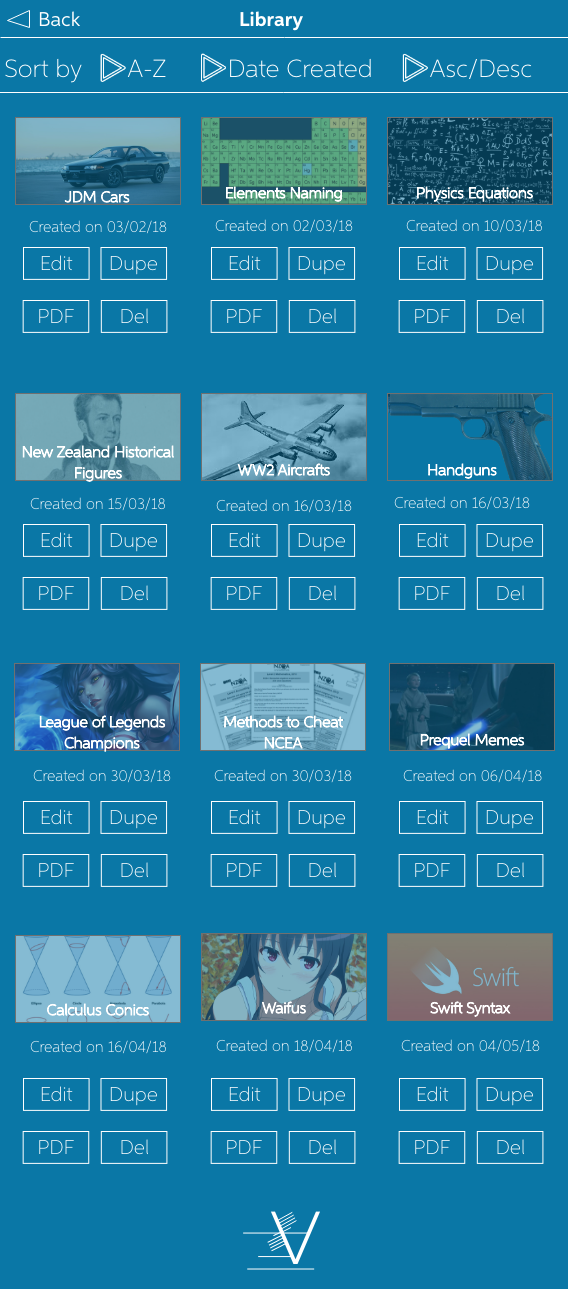 Back
Library
Sort by
A-Z
Date Created
Asc/Desc
JDM Cars
Elements Naming
Physics Equations
Created on 03/02/18
Created on 02/03/18
Created on 10/03/18
Edit Dupe Edit Dupe Edit Dupe
PDF Del PDF Del PDF Del
New Zealand Historical
Figures
WW2 Aircrafts
Handguns
Created on 15/03/18
Created on 16/03/18
Created on 16/03/18
Edit Dupe Edit Dupe Edit Dupe
PDF Del PDF Del PDF Del
League of Legends
Champions
Methods to Cheat
NCEA
Prequel Memes
Created on 30/03/18
Created on 30/03/18
Created on 06/04/18
Edit Dupe Edit Dupe Edit Dupe
PDF Del PDF Del PDF Del
Calculus Conics
Waifus
Swift
Swift Syntax
Created on 16/04/18
Created on 18/04/18
Created on 04/05/18
Edit Dupe Edit Dupe Edit Dupe
PDF Del PDF Del PDF Del